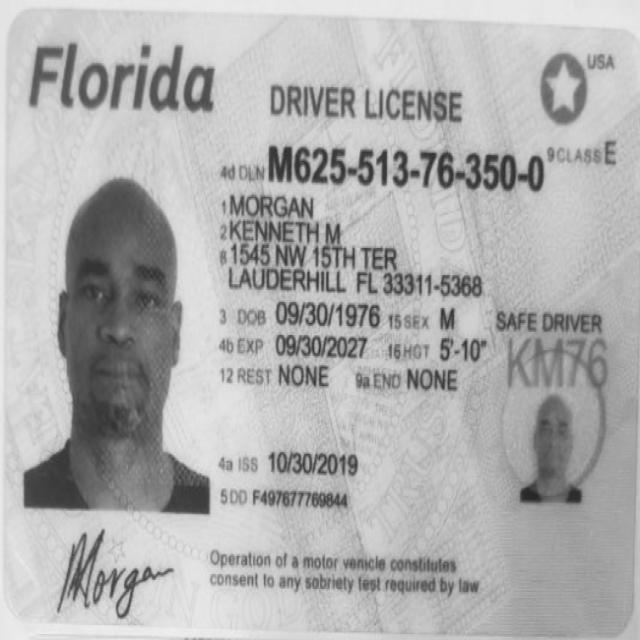 Florida
DRIVER LICENSE
USA
9 CLASS E
4d DLN M625-513-76-350-0
1 MORGAN
2 KENNETH M
8 1545 NW 15TH TER
LAUDERHILL FL 33311-5368
3 DOB 09/30/1976 15 SEX M
SAFE DRIVER
4b EXP 09/30/2027 16 HGT 5'-10"
KM76
12 REST NONE 9a END NONE
4a ISS 10/30/2019
5 DD F497677769844
Morgan
Operation of a motor vehicle constitutes
consent to any sobriety test required by law